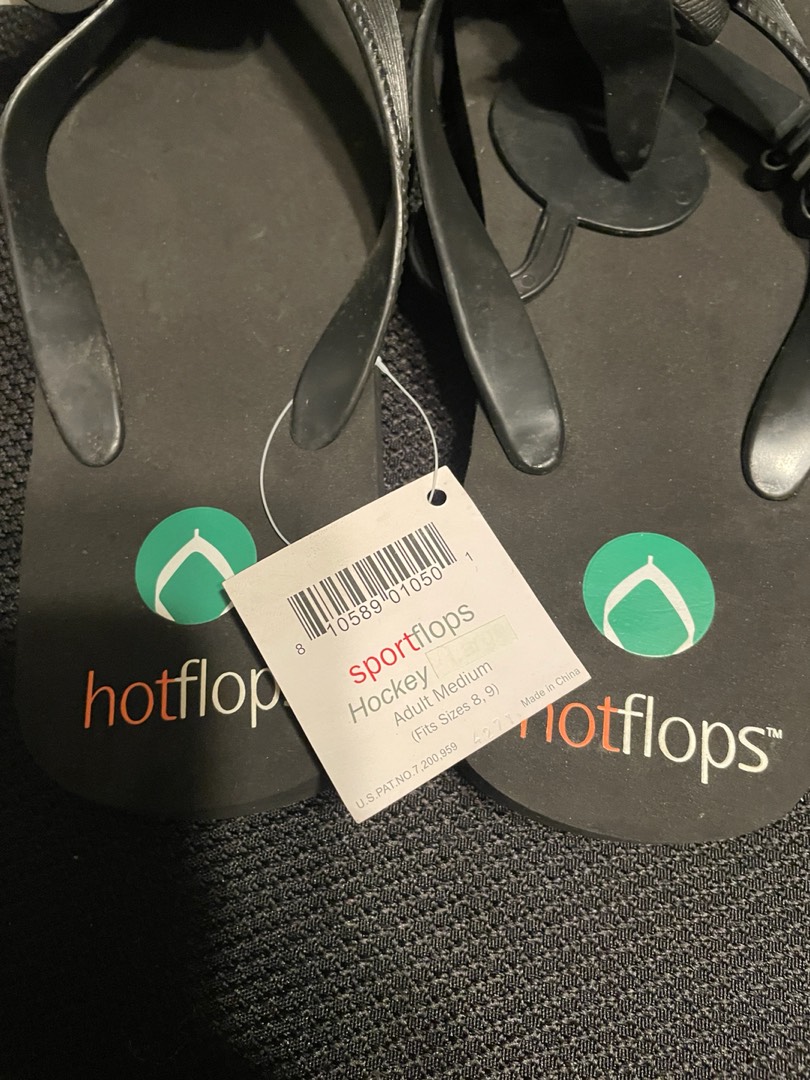 hotflop
8 10589 01050 1
sportflops
Hockey
Adult Medium
(Fits Sizes 8, 9)
U.S.PAT.NO.7,200,959
Made in China
hotflops™